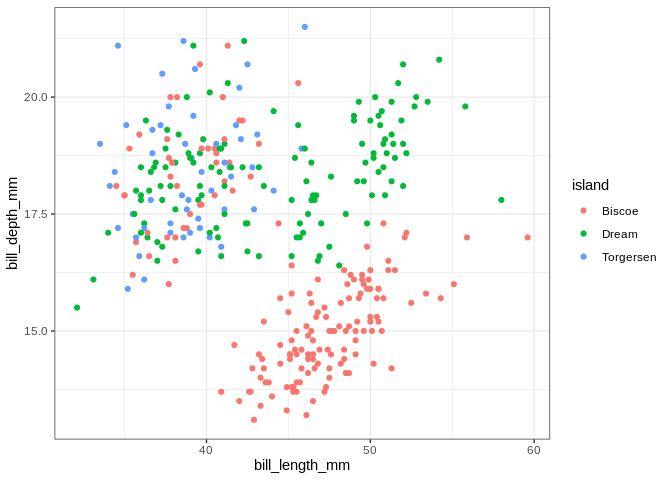 20.0
17.5
15.0
bill_depth_mm
40
50
60
bill_length_mm
island
Biscoe
Dream
Torgersen